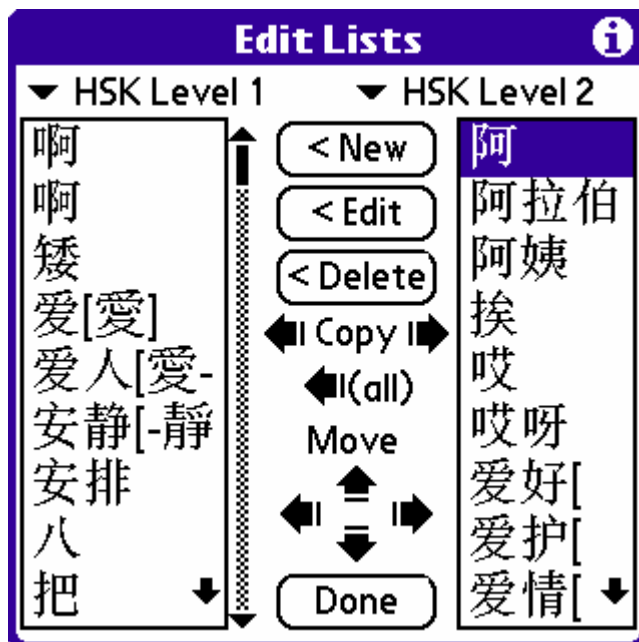 Edit Lists
HSK Level 1
HSK Level 2
啊
啊
矮
爱[愛]
爱人[愛-
安静[-靜
安排
八
把
< New
< Edit
< Delete
Copy
(all)
Move
Done
阿
阿拉伯
阿姨
挨
哎
哎呀
爱好[
爱护[
爱情[